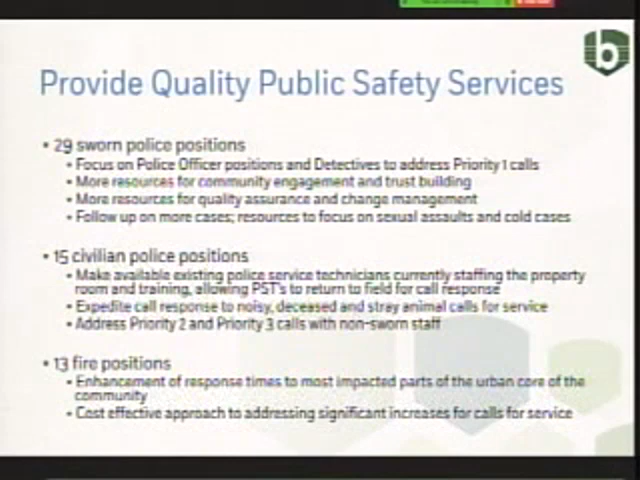 b
Provide Quality Public Safety Services
• 29 sworn police positions
• Focus on Police Officer positions and Detectives to address Priority 1 calls
• More resources for community engagement and trust building
• More resources for quality assurance and change management
• Follow up on more cases; resources to focus on sexual assaults and cold cases
• 15 civilian police positions
• Make available existing police service technicians currently staffing the property
room and training, allowing PST's to return to field for call response
• Expedite call response to noisy, deceased and stray animal calls for service
• Address Priority 2 and Priority 3 calls with non-sworn staff
• 13 fire positions
• Enhancement of response times to most impacted parts of the urban core of the
community
• Cost effective approach to addressing significant increases for calls for service